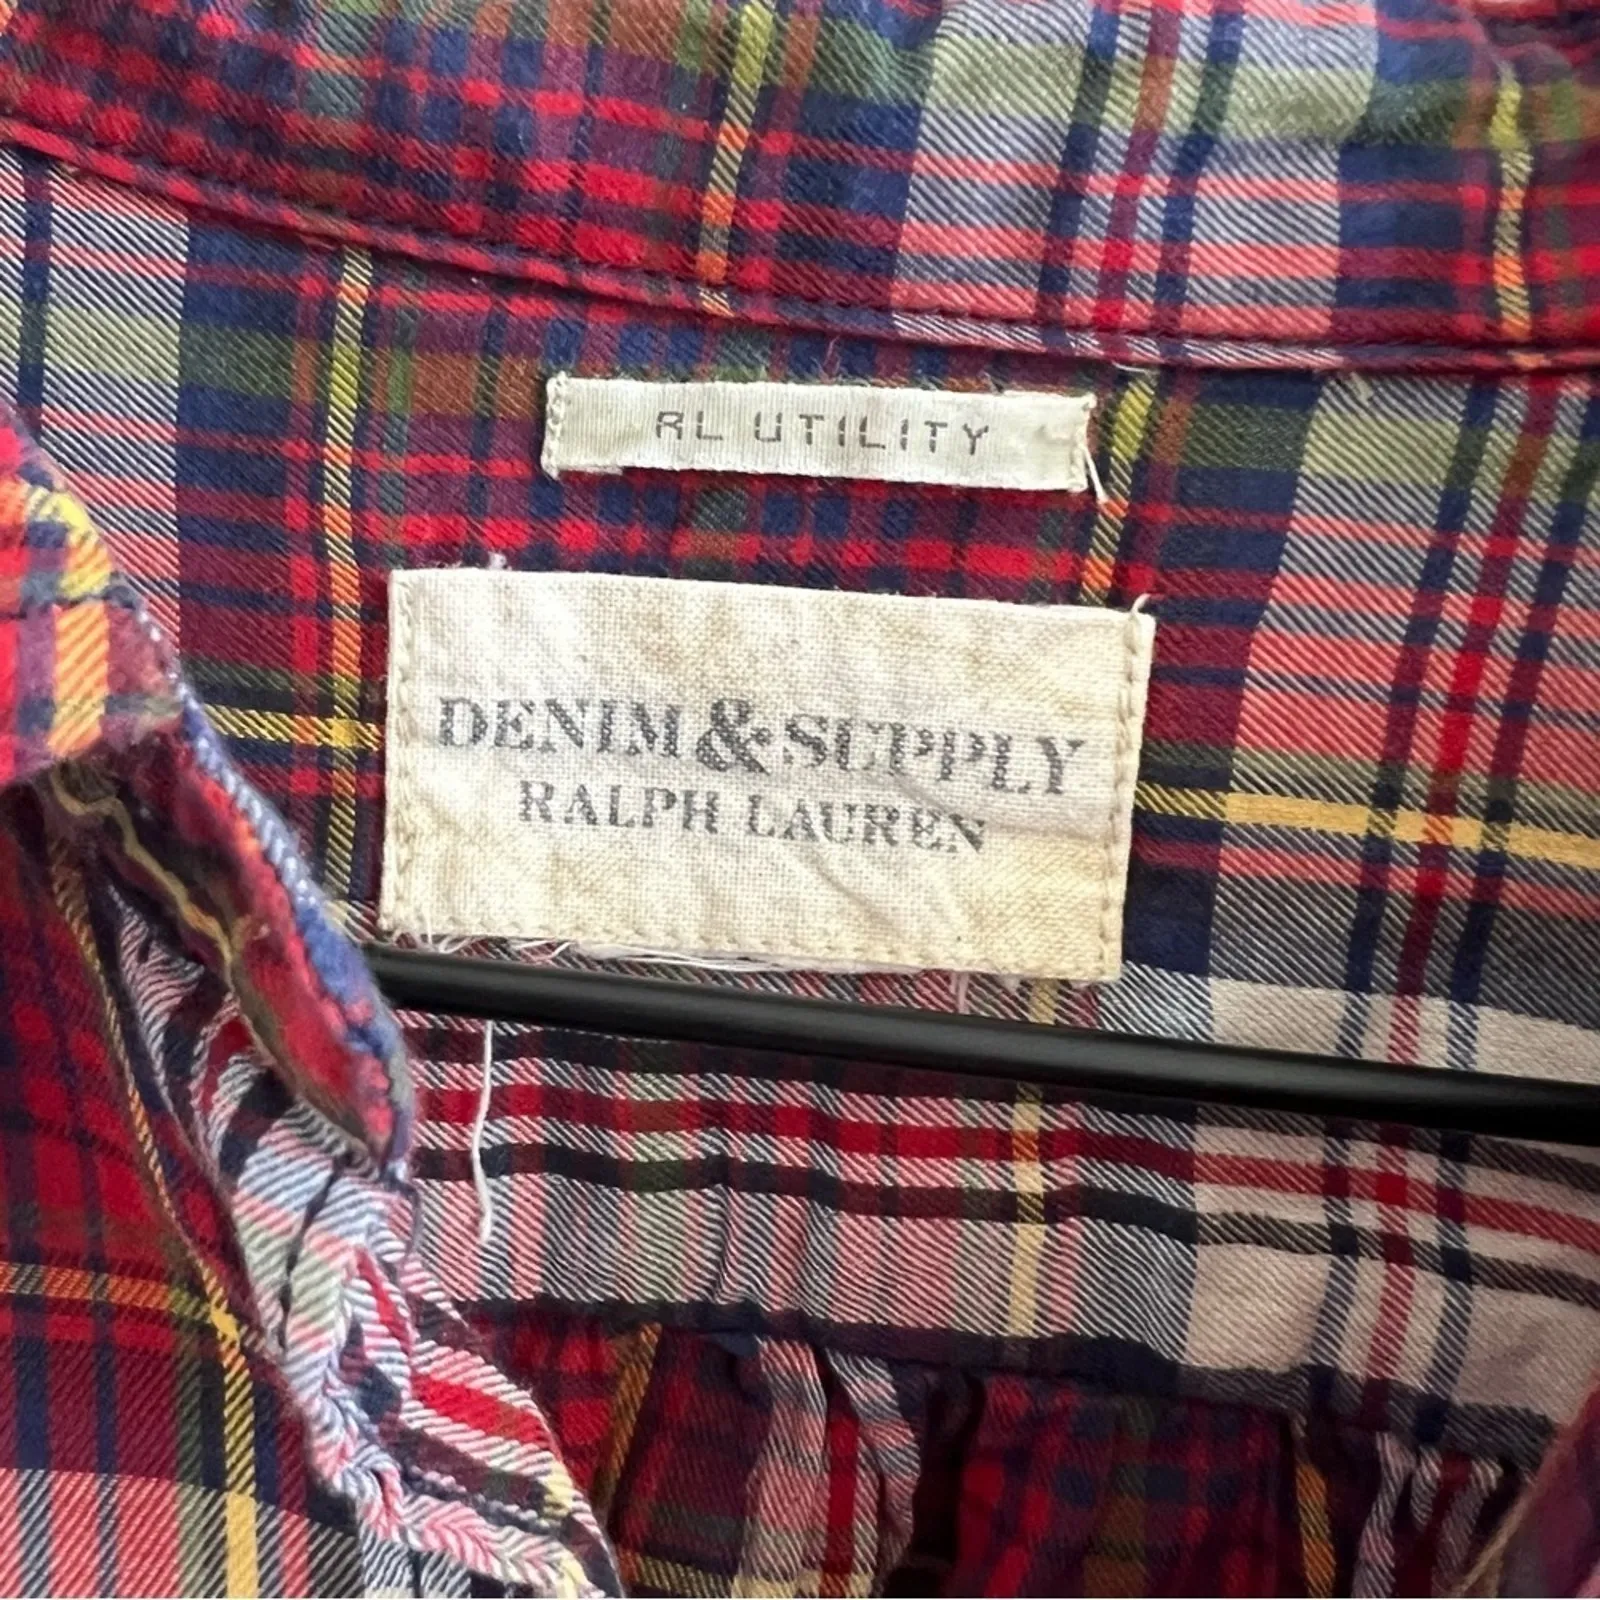 RL UTILITY
DENIM & SUPPLY
RALPH LAUREN